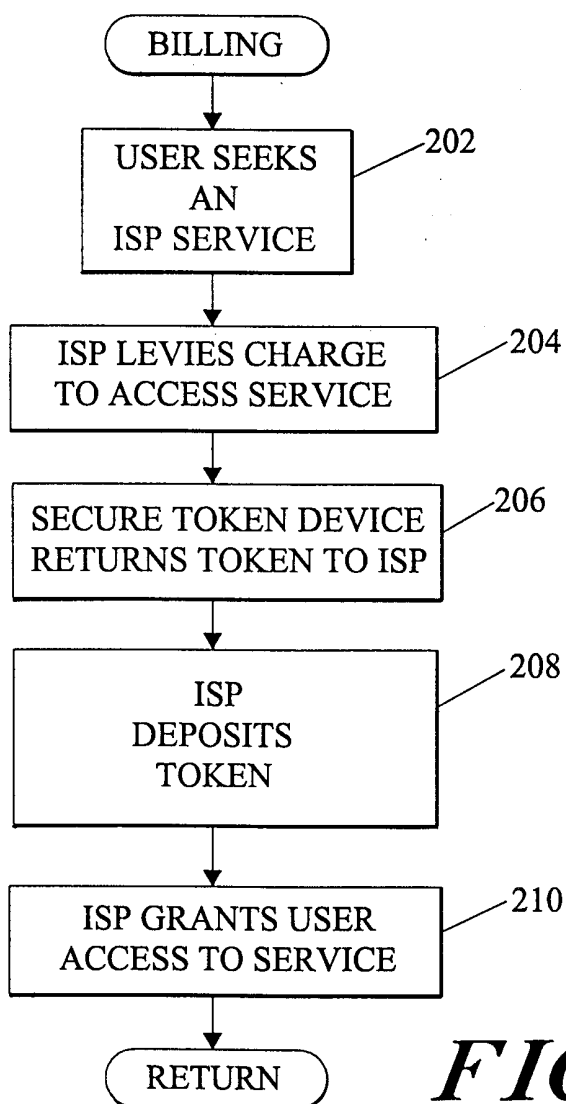 BILLING
202
USER SEEKS
AN
ISP SERVICE
204
ISP LEVIES CHARGE
TO ACCESS SERVICE
206
SECURE TOKEN DEVICE
RETURNS TOKEN TO ISP
208
ISP
DEPOSITS
TOKEN
210
ISP GRANTS USER
ACCESS TO SERVICE
RETURN